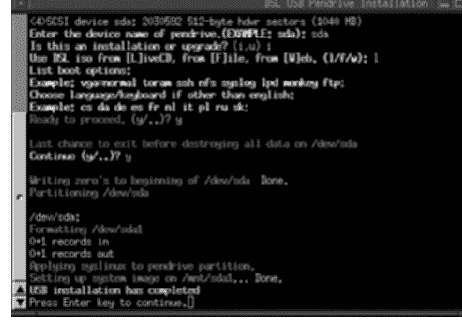 DSL USB Pendrive Installation
<4>SCSI device sda: 2030592 512-byte hdwr sectors (1040 MB)
Enter the device name of pendrive.(EXAMPLE: sda): sda
Is this an installation or upgrade? (i,u) i
Use DSL iso from [L]iveCD, from [F]ile, from [W]eb, (l/f/w): l
List boot options:
Example: vga=normal toram ssh nfs syslog lpd monkey ftp:
Choose language/keyboard if other than english:
Example: cs da de es fr nl it pl ru sk:
Ready to proceed. (y/..)? y
Last chance to exit before destroying all data on /dev/sda
Continue (y/..)? y
Writing zero's to beginning of /dev/sda Done.
Partitioning /dev/sda
/dev/sda:
Formatting /dev/sda1
0+1 records in
0+1 records out
Applying syslinux to pendrive partition.
Setting up system image on /mnt/sda1... Done.
USB installation has completed
Press Enter key to continue.